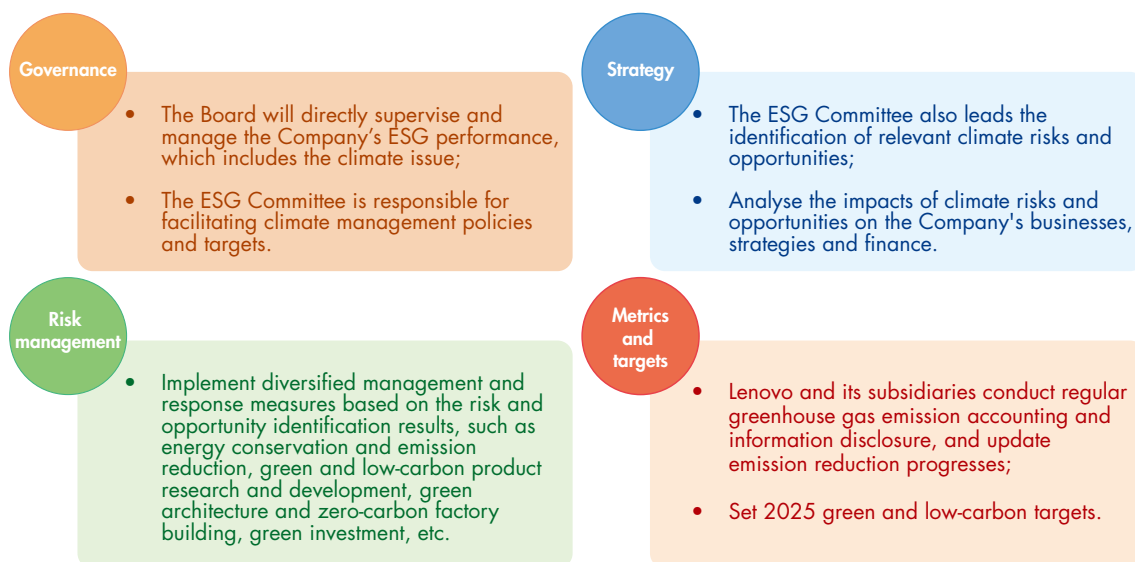 Governance
• The Board will directly supervise and
manage the Company’s ESG performance,
which includes the climate issue;
• The ESG Committee is responsible for
facilitating climate management policies
and targets.
Strategy
• The ESG Committee also leads the
identification of relevant climate risks and
opportunities;
• Analyse the impacts of climate risks and
opportunities on the Company's businesses,
strategies and finance.
Risk
management
• Implement diversified management and
response measures based on the risk and
opportunity identification results, such as
energy conservation and emission
reduction, green and low-carbon product
research and development, green
architecture and zero-carbon factory
building, green investment, etc.
Metrics
and
targets
• Lenovo and its subsidiaries conduct regular
greenhouse gas emission accounting and
information disclosure, and update
emission reduction progresses;
• Set 2025 green and low-carbon targets.